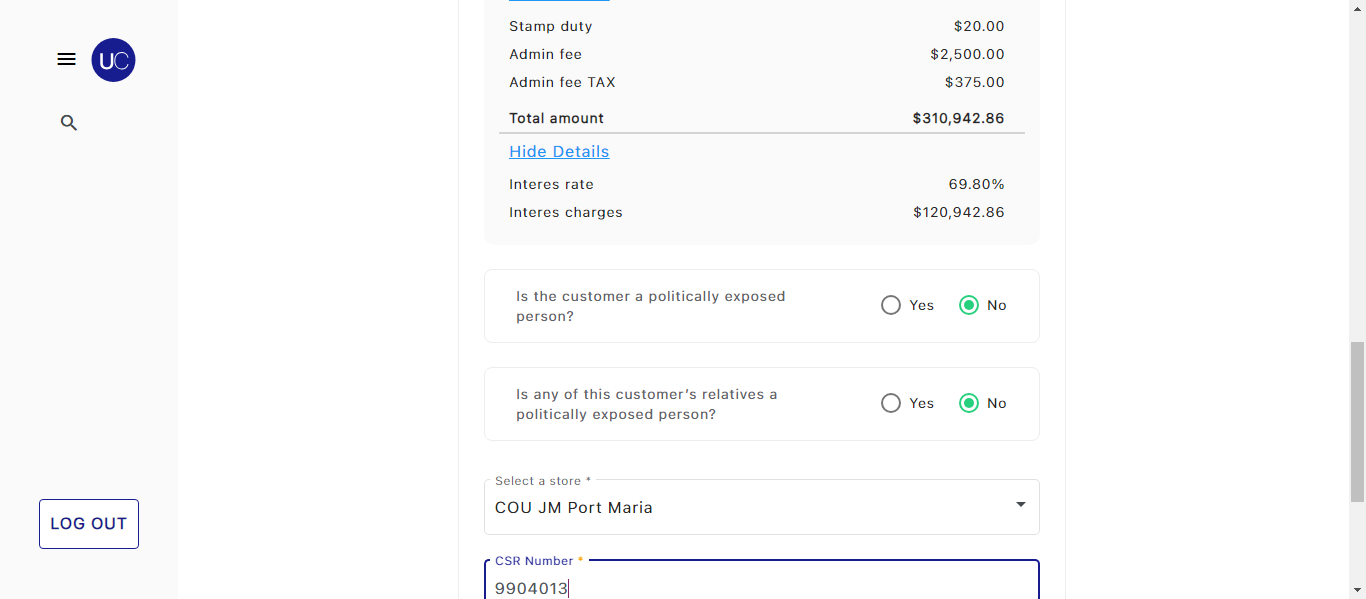 UC
LOG OUT
Stamp duty $20.00
Admin fee $2,500.00
Admin fee TAX $375.00
Total amount $310,942.86
Hide Details
Interes rate 69.80%
Interes charges $120,942.86
Is the customer a politically exposed
person?
Yes No
Is any of this customer's relatives a
politically exposed person?
Yes No
Select a store *
COU JM Port Maria
CSR Number *
9904013